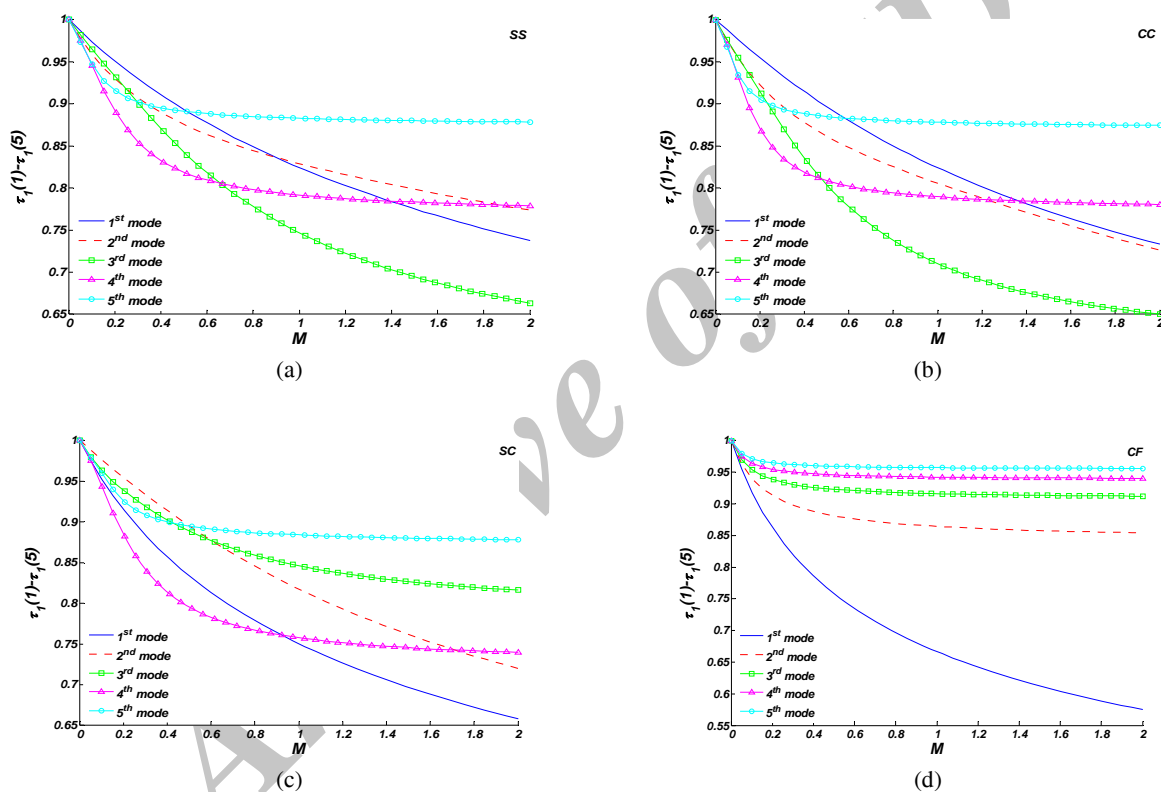 SS
1
0.95
0.9
0.85
0.8
0.75
0.7
0.65
τ₁(1)-τ₁(5)
1ˢᵗ mode
2ⁿᵈ mode
3ʳᵈ mode
4ᵗʰ mode
5ᵗʰ mode
0 0.2 0.4 0.6 0.8 1 1.2 1.4 1.6 1.8 2
M
(a)
CC
1
0.95
0.9
0.85
0.8
0.75
0.7
0.65
τ₁(1)-τ₁(5)
1ˢᵗ mode
2ⁿᵈ mode
3ʳᵈ mode
4ᵗʰ mode
5ᵗʰ mode
0 0.2 0.4 0.6 0.8 1 1.2 1.4 1.6 1.8 2
M
(b)
SC
1
0.95
0.9
0.85
0.8
0.75
0.7
0.65
τ₁(1)-τ₁(5)
1ˢᵗ mode
2ⁿᵈ mode
3ʳᵈ mode
4ᵗʰ mode
5ᵗʰ mode
0 0.2 0.4 0.6 0.8 1 1.2 1.4 1.6 1.8 2
M
(c)
CF
1
0.95
0.9
0.85
0.8
0.75
0.7
0.65
0.6
0.55
τ₁(1)-τ₁(5)
1ˢᵗ mode
2ⁿᵈ mode
3ʳᵈ mode
4ᵗʰ mode
5ᵗʰ mode
0 0.2 0.4 0.6 0.8 1 1.2 1.4 1.6 1.8 2
M
(d)
ve of